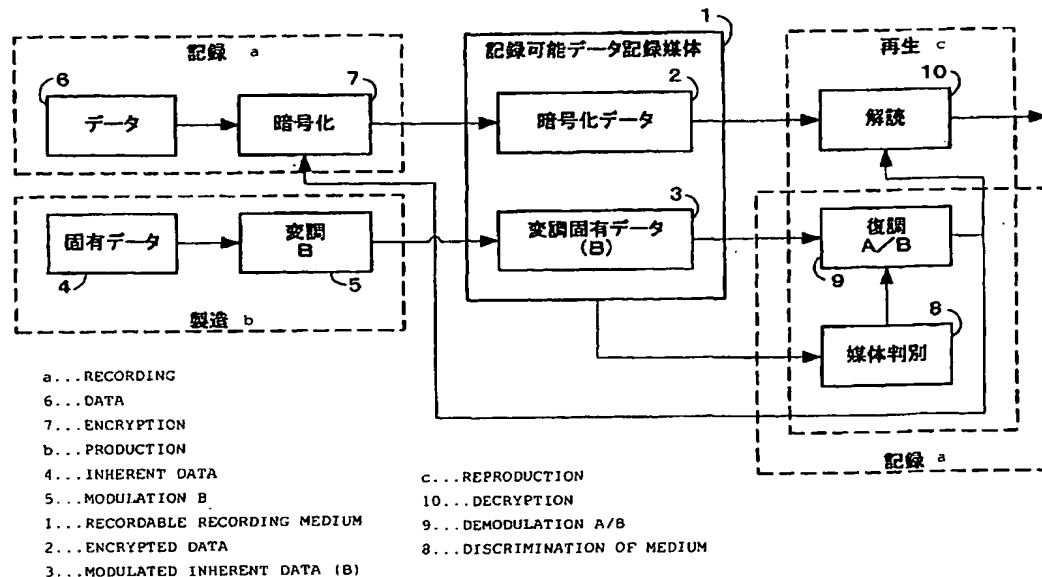 記録 a
6
データ
7
暗号化
固有データ
4
変調
B
5
製造 b
1
記録可能データ記録媒体
2
暗号化データ
3
変調固有データ
(B)
再生 c
10
解読
復調
A/B
9
8
媒体判別
記録 a
a...RECORDING
6...DATA
7...ENCRYPTION
b...PRODUCTION
4...INHERENT DATA
5...MODULATION B
1...RECORDABLE RECORDING MEDIUM
2...ENCRYPTED DATA
3...MODULATED INHERENT DATA (B)
c...REPRODUCTION
10...DECRYPTION
9...DEMODULATION A/B
8...DISCRIMINATION OF MEDIUM